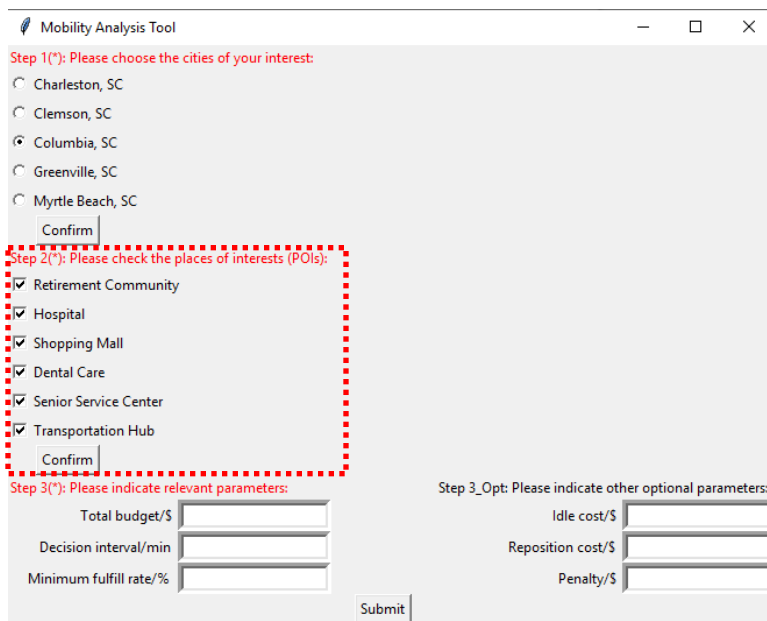 Mobility Analysis Tool
Step 1(*): Please choose the cities of your interest:
Charleston, SC
Clemson, SC
Columbia, SC
Greenville, SC
Myrtle Beach, SC
Confirm
Step 2(*): Please check the places of interests (POIs):
Retirement Community
Hospital
Shopping Mall
Dental Care
Senior Service Center
Transportation Hub
Confirm
Step 3(*): Please indicate relevant parameters: Step 3_Opt: Please indicate other optional parameters:
Total budget/$ Idle cost/$
Decision interval/min Reposition cost/$
Minimum fulfill rate/% Penalty/$
Submit